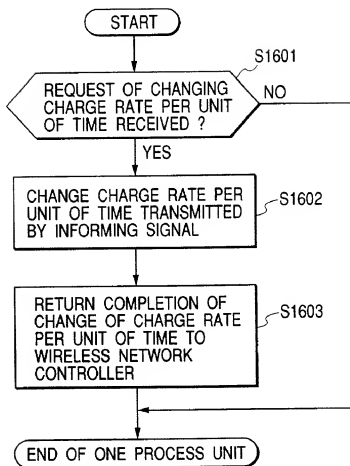 START
S1601
REQUEST OF CHANGING
CHARGE RATE PER UNIT
OF TIME RECEIVED ?
NO
YES
CHANGE CHARGE RATE PER
UNIT OF TIME TRANSMITTED
BY INFORMING SIGNAL
S1602
RETURN COMPLETION OF
CHANGE OF CHARGE RATE
PER UNIT OF TIME TO
WIRELESS NETWORK
CONTROLLER
S1603
END OF ONE PROCESS UNIT